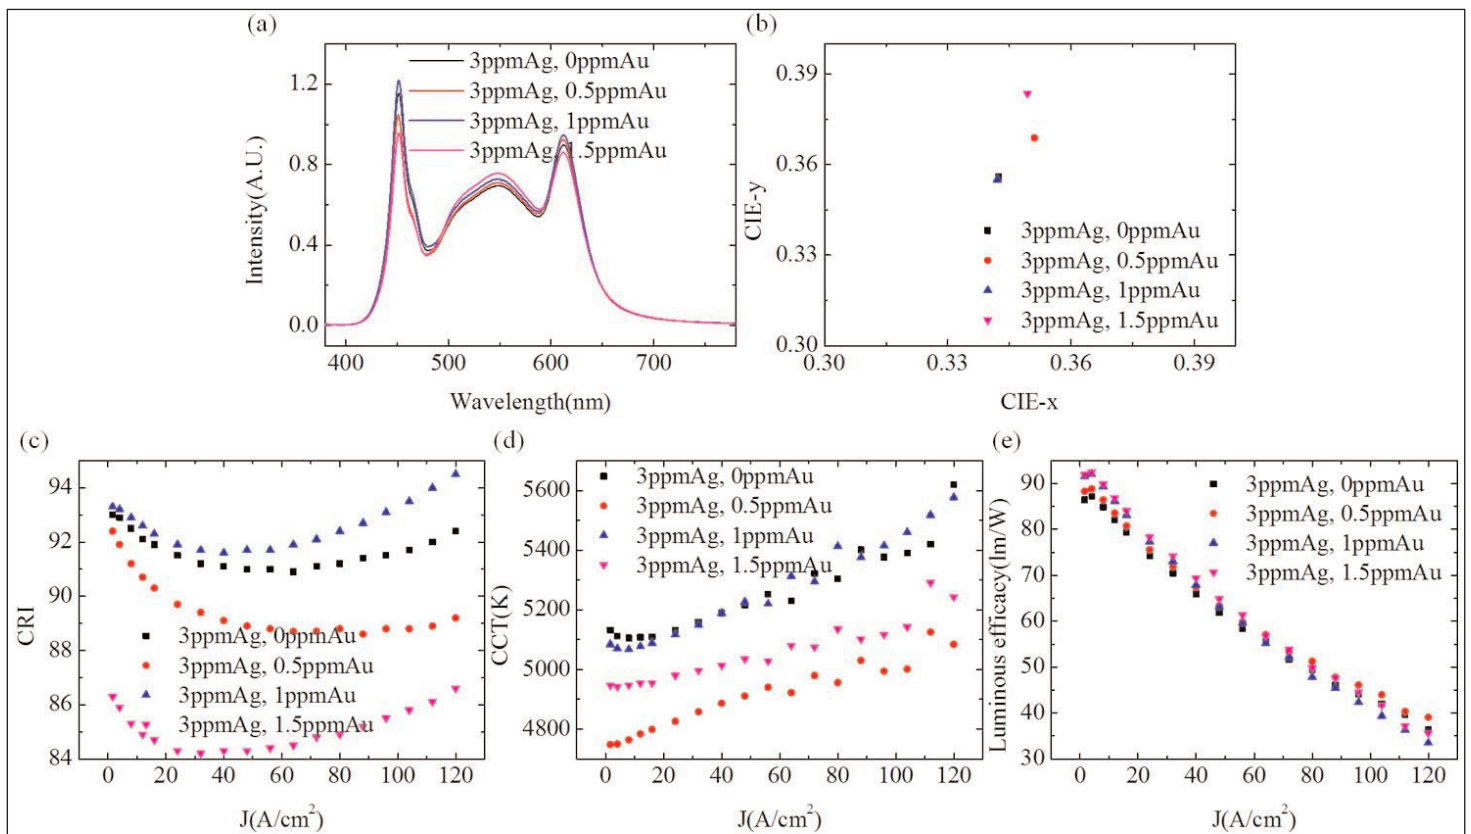 (a)
3ppmAg, 0ppmAu
3ppmAg, 0.5ppmAu
3ppmAg, 1ppmAu
3ppmAg, 1.5ppmAu
1.2
0.8
0.4
0.0
Intensity(A.U.)
400 500 600 700
Wavelength(nm)
(b)
0.39
0.36
0.33
0.30
CIE-y
3ppmAg, 0ppmAu
3ppmAg, 0.5ppmAu
3ppmAg, 1ppmAu
3ppmAg, 1.5ppmAu
0.30 0.33 0.36 0.39
CIE-x
(c)
94
92
90
88
86
84
CRI
3ppmAg, 0ppmAu
3ppmAg, 0.5ppmAu
3ppmAg, 1ppmAu
3ppmAg, 1.5ppmAu
0 20 40 60 80 100 120
J(A/cm²)
(d)
5600
5400
5200
5000
4800
CCT(K)
3ppmAg, 0ppmAu
3ppmAg, 0.5ppmAu
3ppmAg, 1ppmAu
3ppmAg, 1.5ppmAu
0 20 40 60 80 100 120
J(A/cm²)
(e)
90
80
70
60
50
40
30
Luminous efficacy(lm/W)
3ppmAg, 0ppmAu
3ppmAg, 0.5ppmAu
3ppmAg, 1ppmAu
3ppmAg, 1.5ppmAu
0 20 40 60 80 100 120
J(A/cm²)